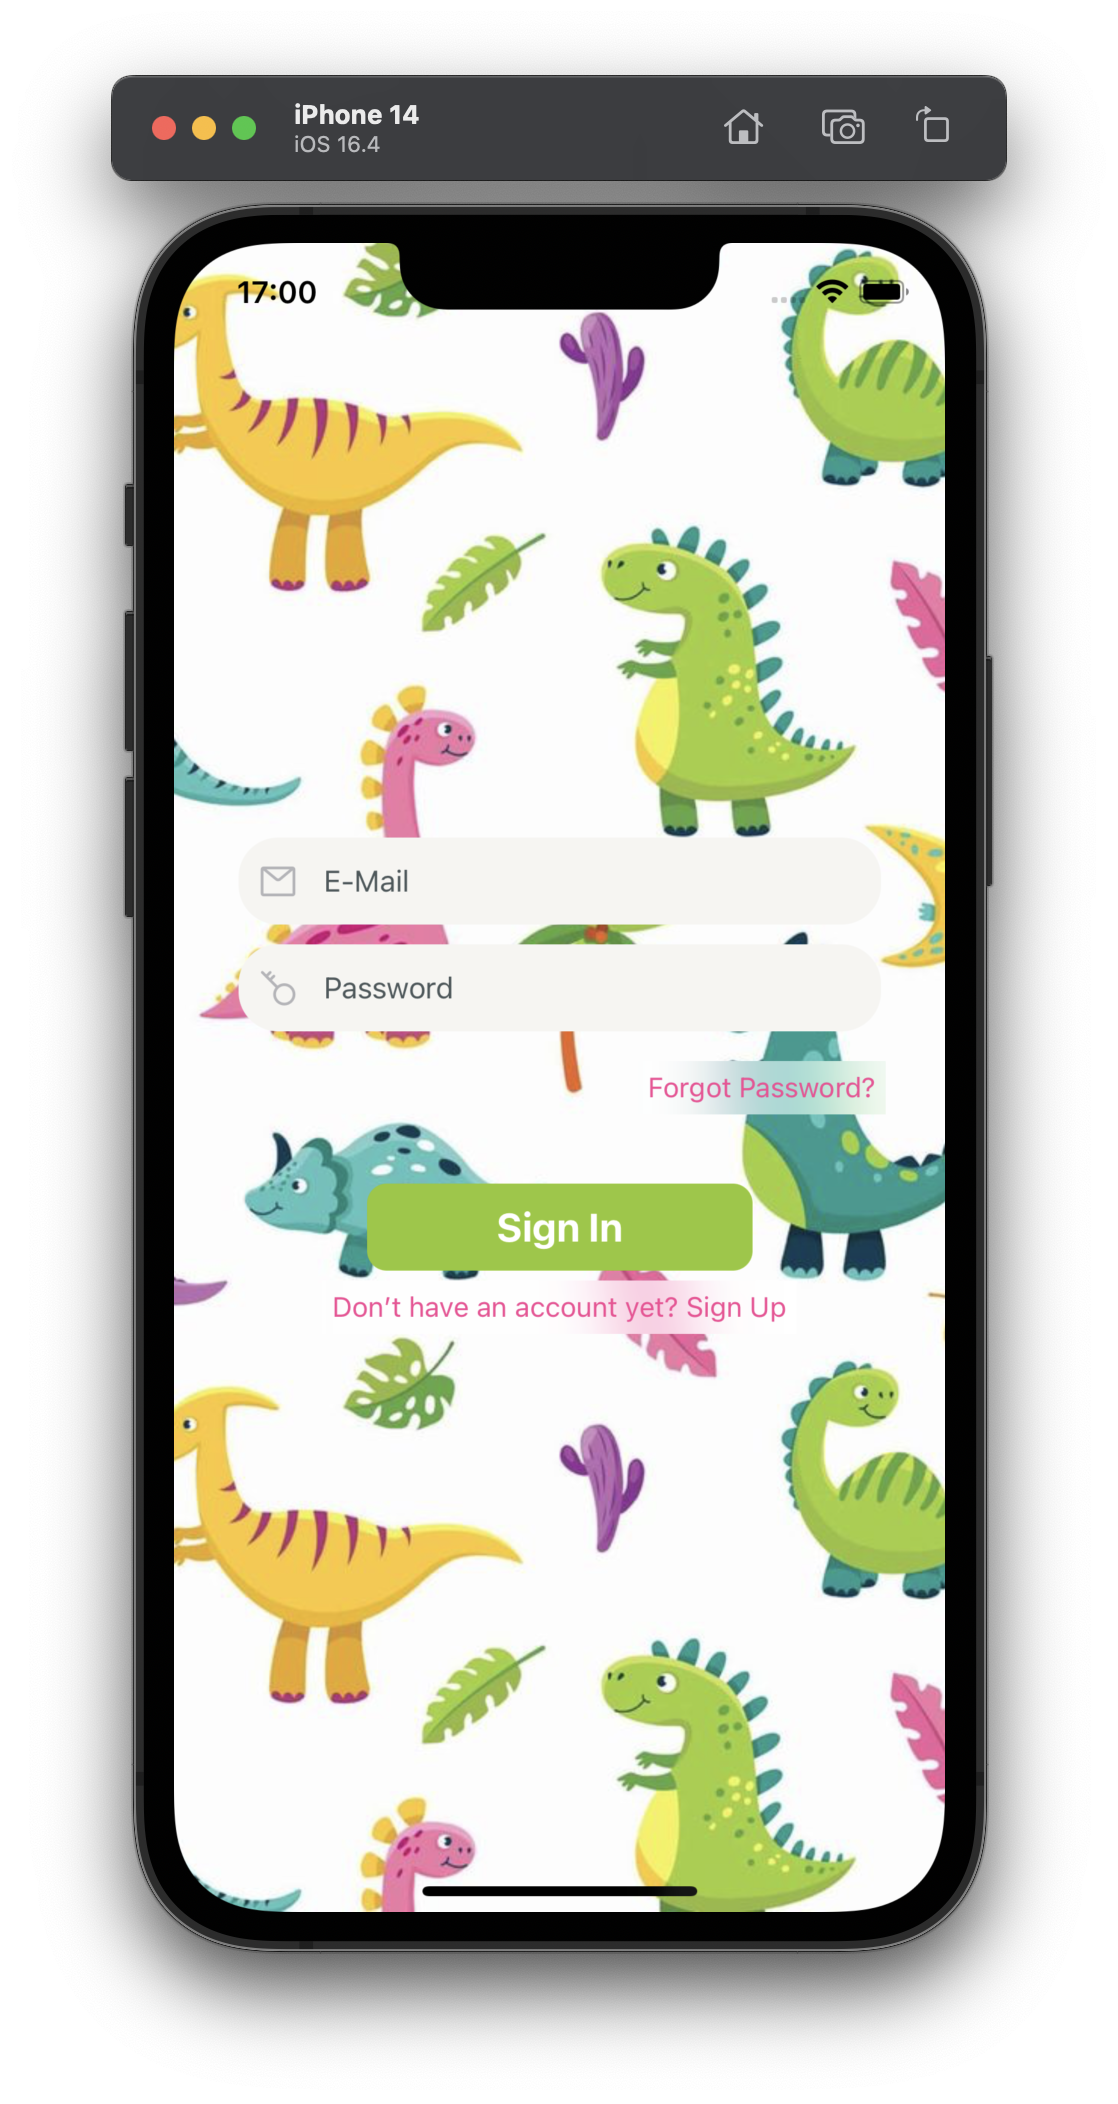 iPhone 14
iOS 16.4
17:00
E-Mail
Password
Forgot Password?
Sign In
Don’t have an account yet? Sign Up